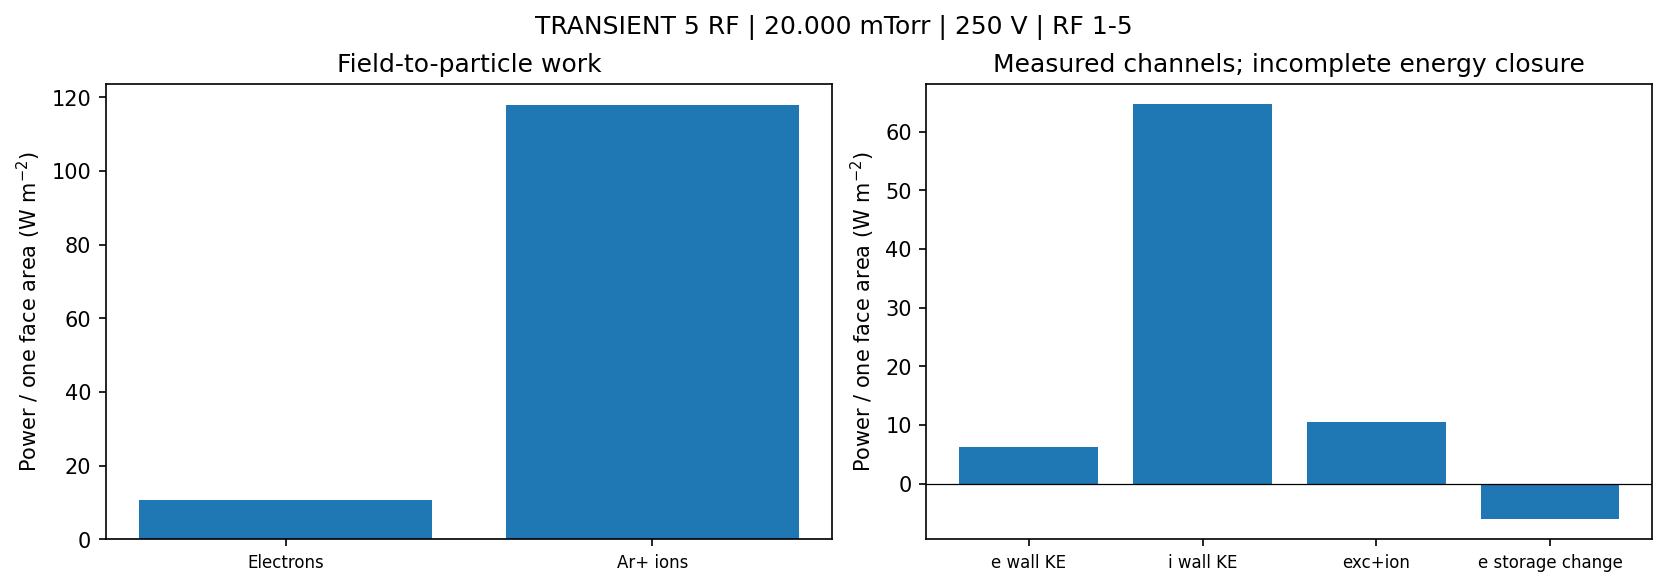 TRANSIENT 5 RF | 20.000 mTorr | 250 V | RF 1-5
Field-to-particle work
Power / one face area (W m⁻²)
120
100
80
60
40
20
0
Electrons
Ar+ ions
Measured channels; incomplete energy closure
Power / one face area (W m⁻²)
60
50
40
30
20
10
0
e wall KE
i wall KE
exc+ion
e storage change